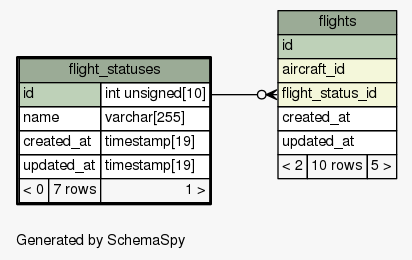 flights
id
aircraft_id
flight_status_id
created_at
updated_at
< 2 10 rows 5 >
flight_statuses
id int unsigned[10]
name varchar[255]
created_at timestamp[19]
updated_at timestamp[19]
< 0 7 rows 1 >
Generated by SchemaSpy